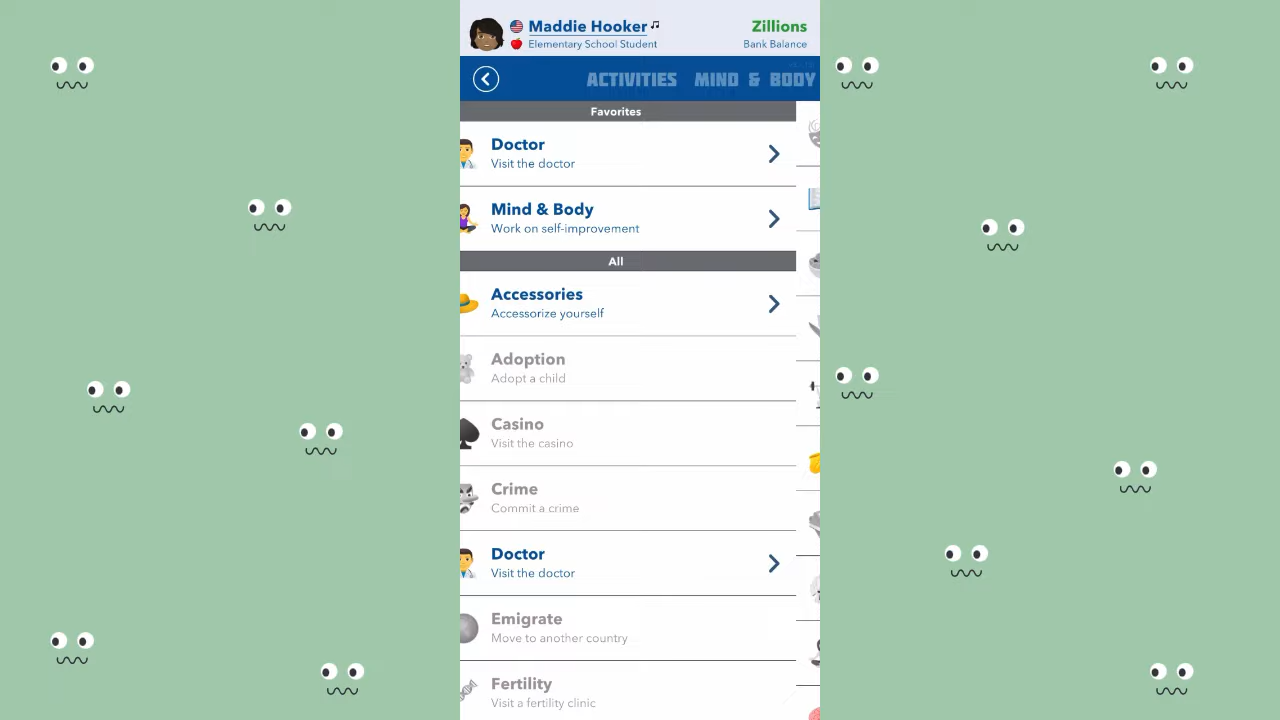 Maddie Hooker
Zillions
Elementary School Student
Bank Balance
ACTIVITIES MIND & BODY
Favorites
Doctor
Visit the doctor
Mind & Body
Work on self-improvement
All
Accessories
Accessorize yourself
Adoption
Adopt a child
Casino
Visit the casino
Crime
Commit a crime
Doctor
Visit the doctor
Emigrate
Move to another country
Fertility
Visit a fertility clinic